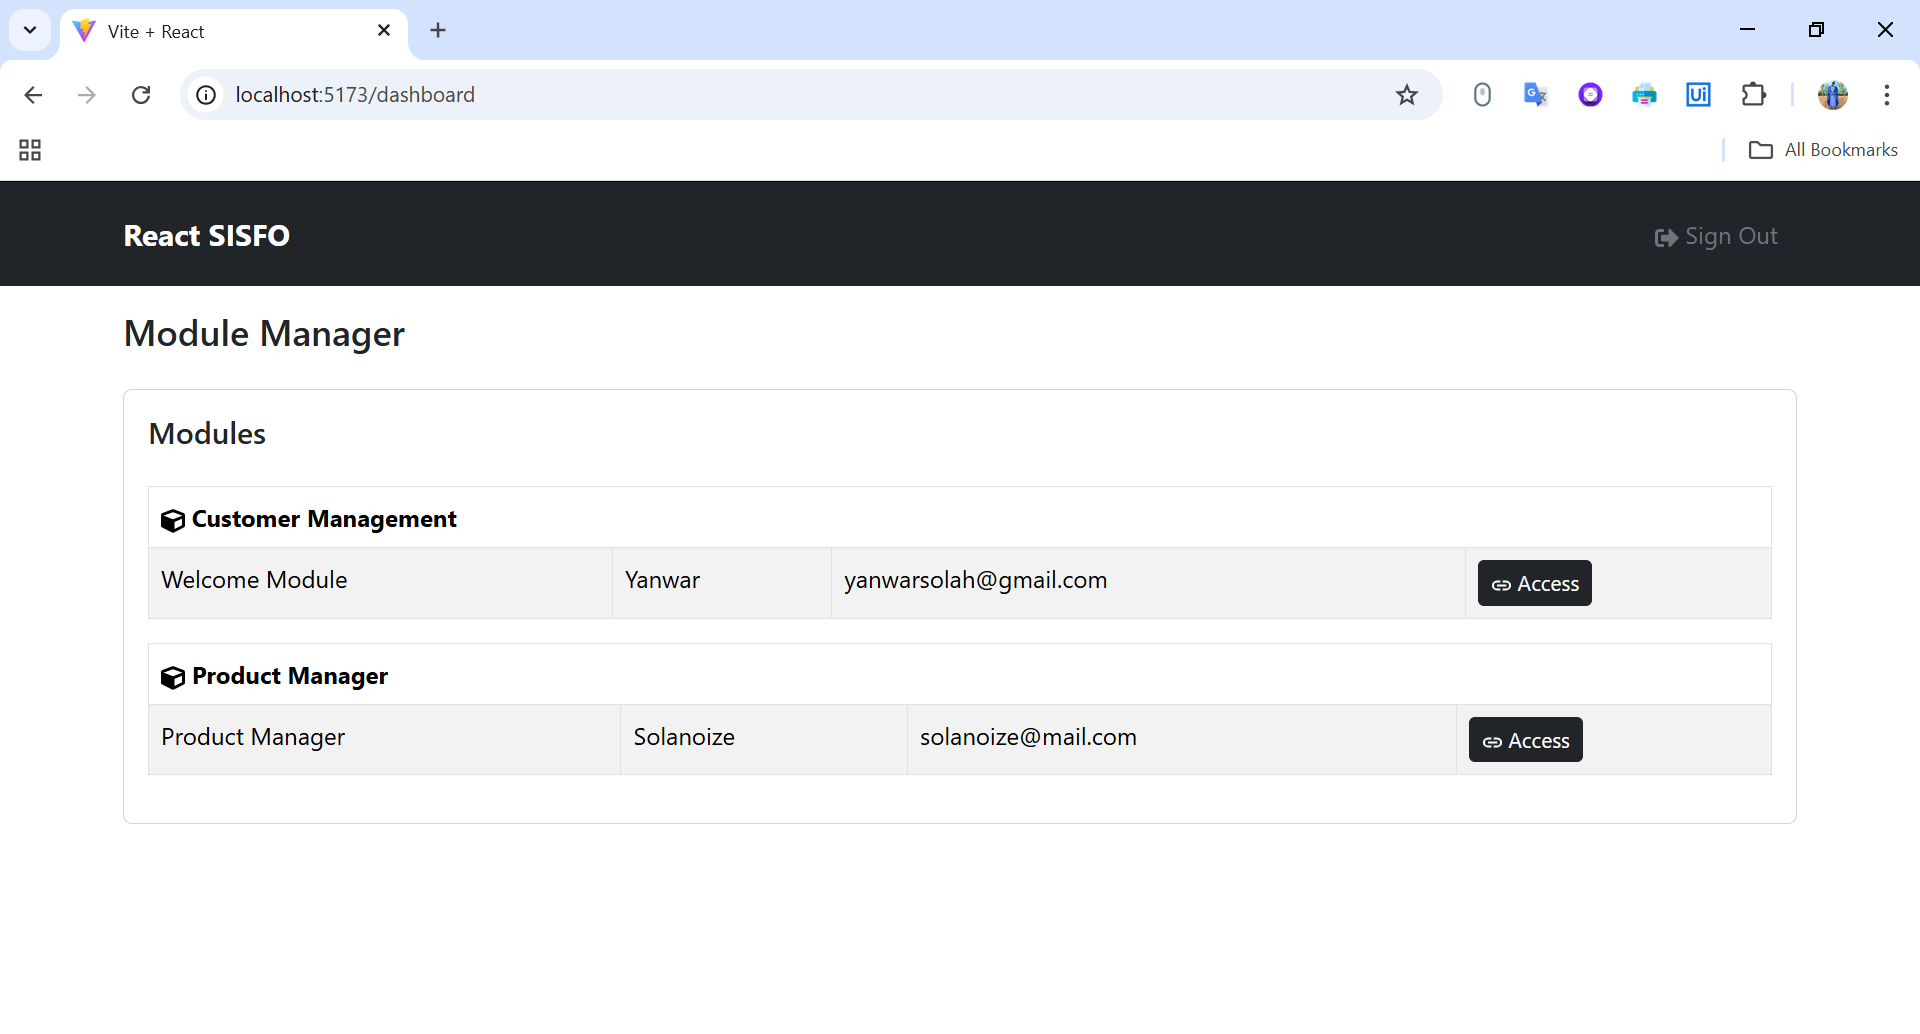 Vite + React
localhost:5173/dashboard
Ui
All Bookmarks
React SISFO
Sign Out
Module Manager
Modules
Customer Management
Welcome Module Yanwar yanwarsolah@gmail.com Access
Product Manager
Product Manager Solanoize solanoize@mail.com Access